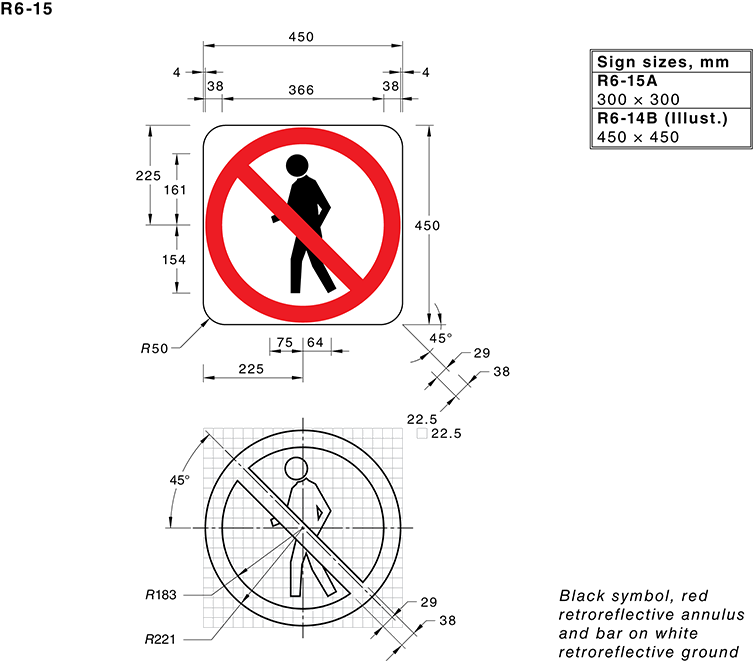 R6-15
450
4
4
38
366
38
Sign sizes, mm
R6-15A
300 × 300
R6-14B (Illust.)
450 × 450
225
161
154
450
R50
75
64
225
45°
29
38
22.5
22.5
45°
R183
R221
29
38
Black symbol, red
retroreflective annulus
and bar on white
retroreflective ground